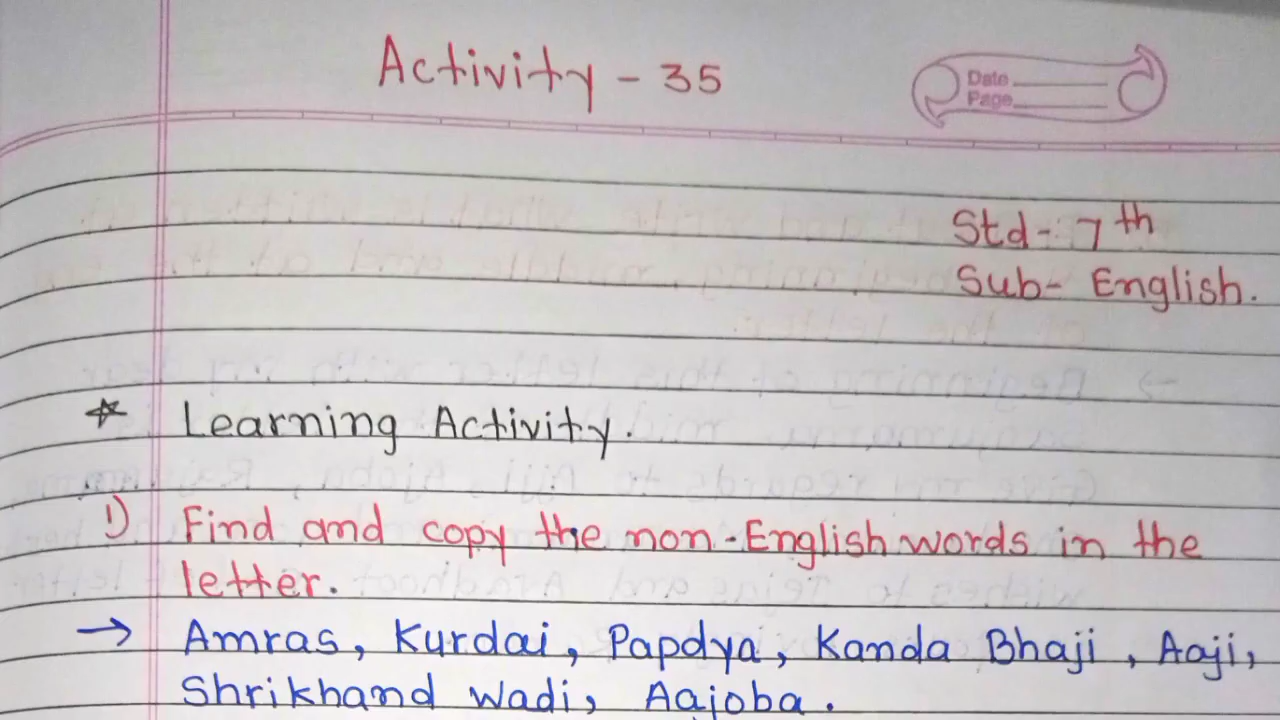 Activity - 35
Date
Page
Std- 7th
Sub- English.
☆ Learning Activity.
1) Find and copy the non-English words in the
letter.
→ Amras, Kurdai, Papdya, Kanda Bhaji, Aaji,
Shrikhand Wadi, Aajoba.